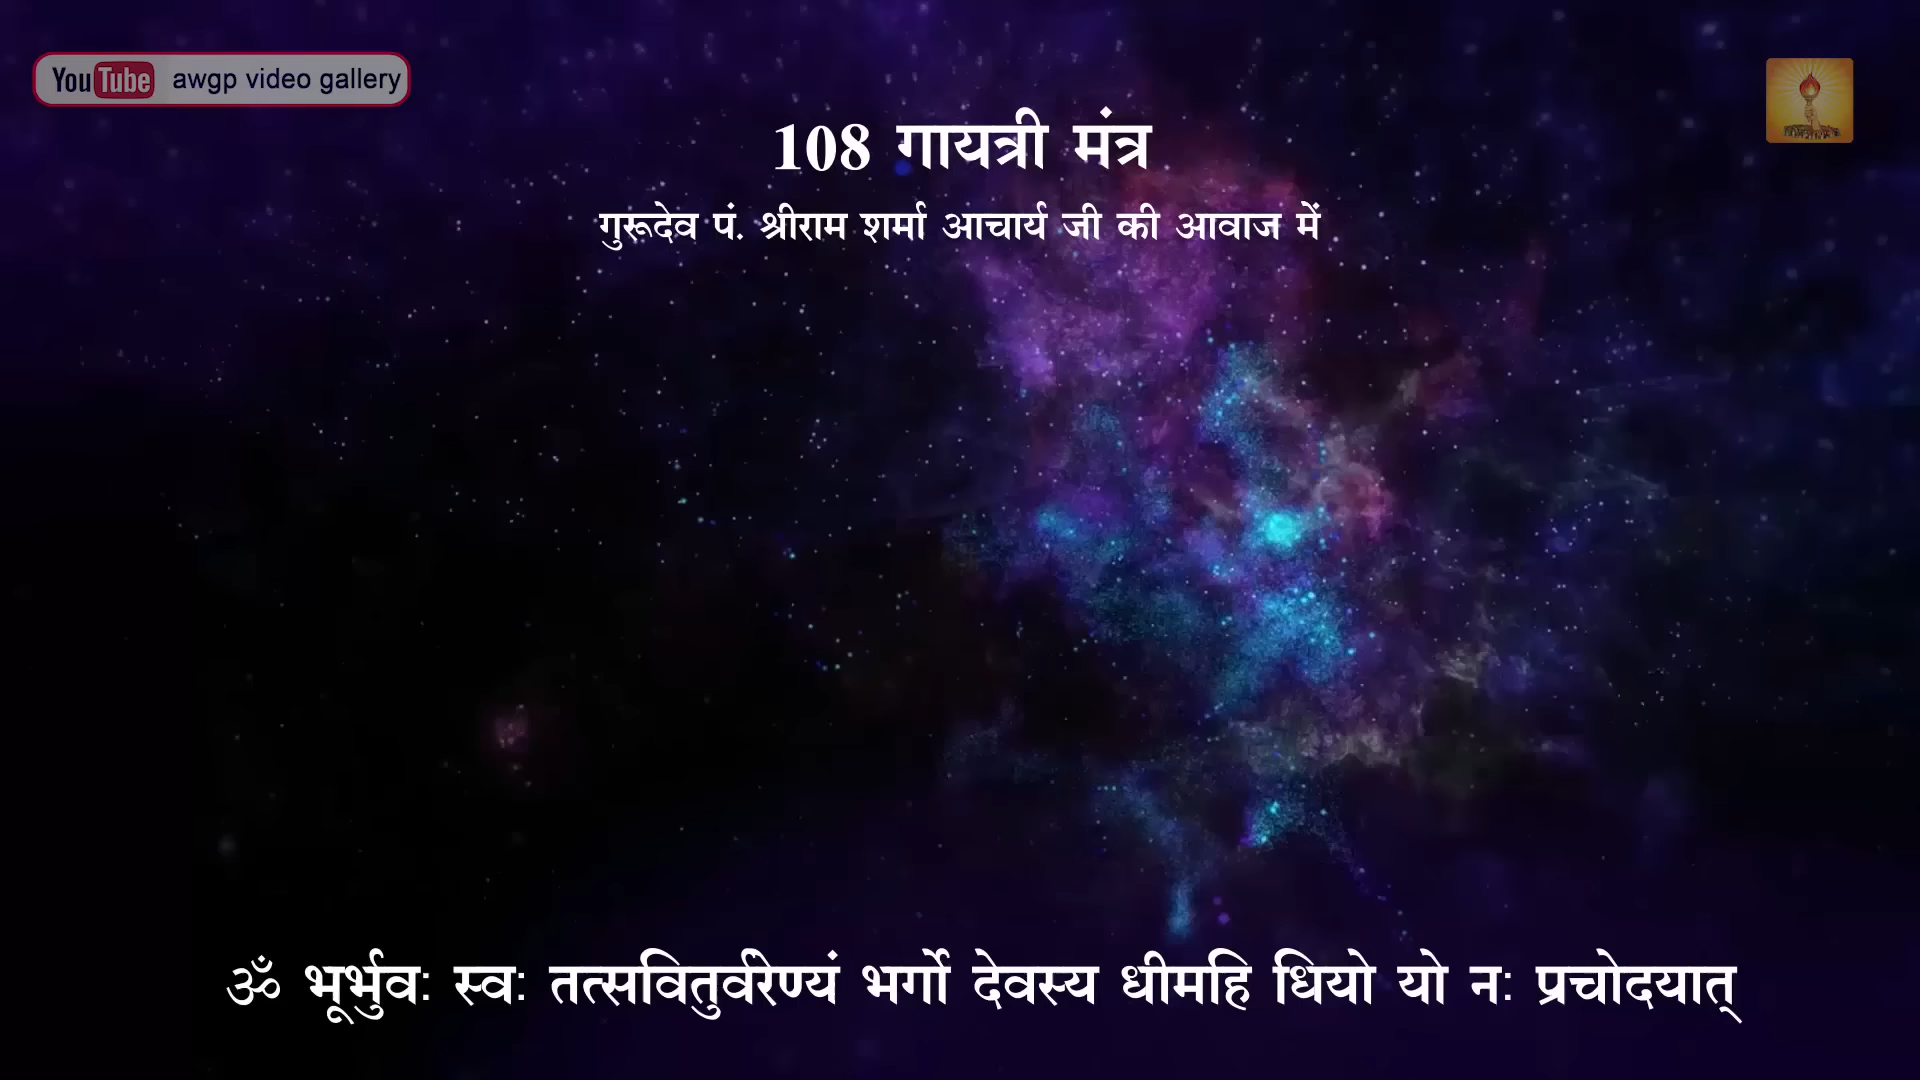 YouTube awgp video gallery
108 गायत्री मंत्र
गुरूदेव पं. श्रीराम शर्मा आचार्य जी की आवाज में
ॐ भूर्भुवः स्वः तत्सवितुर्वरेण्यं भर्गो देवस्य धीमहि धियो यो नः प्रचोदयात्